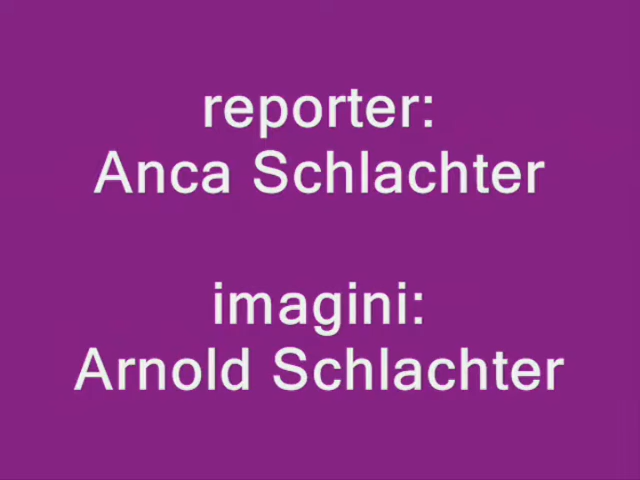 reporter:
Anca Schlachter
imagini:
Arnold Schlachter